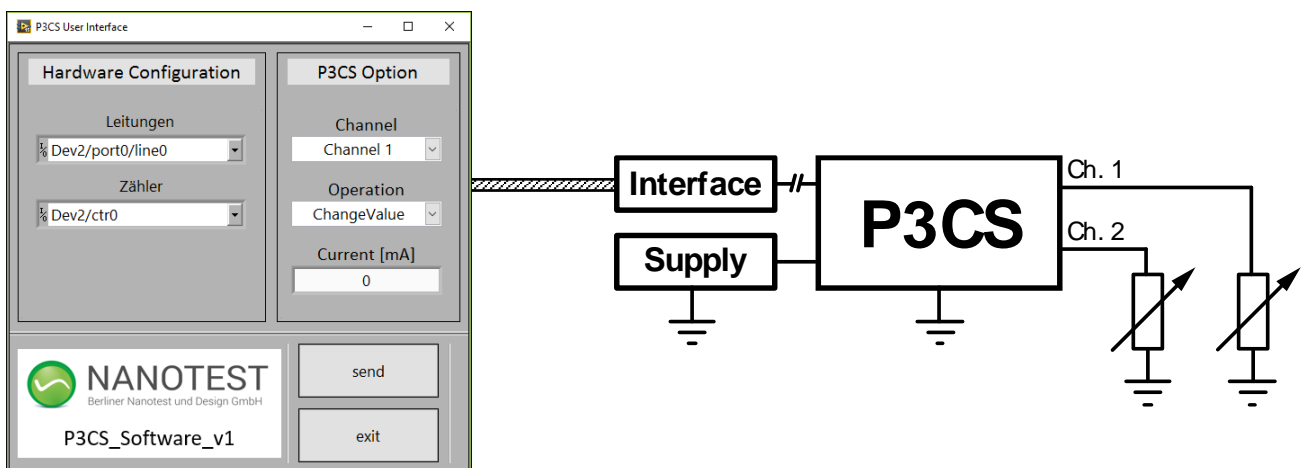 P3CS User Interface
Hardware Configuration
Leitungen
Dev2/port0/line0
Zähler
Dev2/ctr0
P3CS Option
Channel
Channel 1
Operation
ChangeValue
Current [mA]
0
NANOTEST
Berliner Nanotest und Design GmbH
P3CS_Software_v1
send
exit
Interface
Supply
P3CS
Ch. 1
Ch. 2